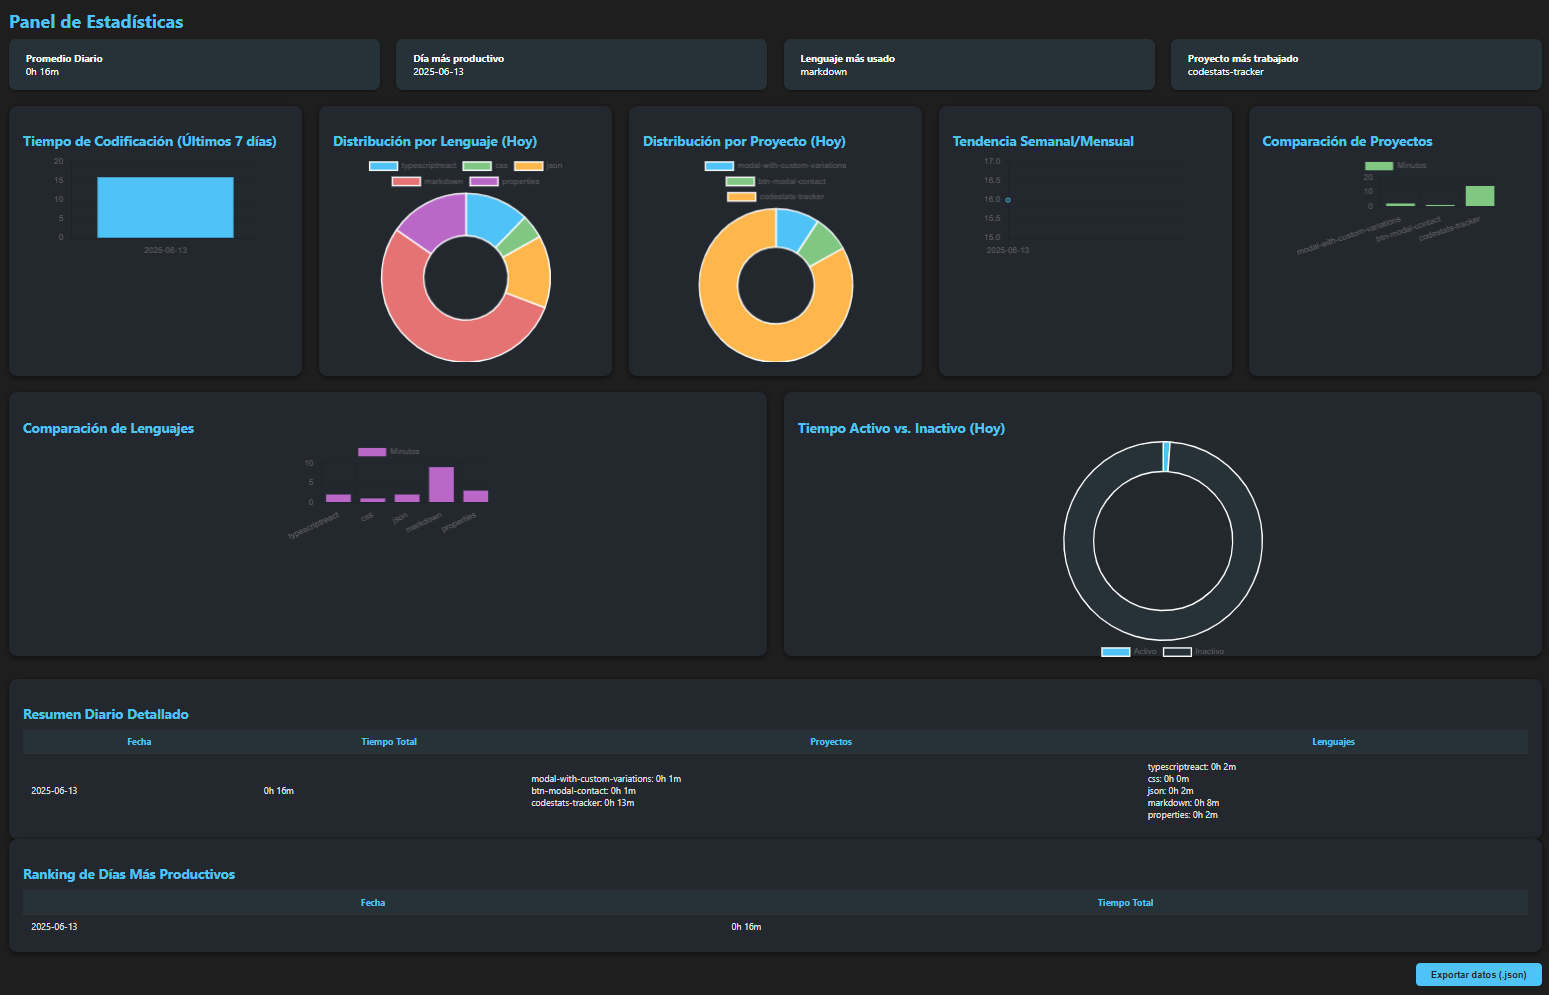 Panel de Estadísticas
Promedio Diario
0h 16m
Día más productivo
2025-06-13
Lenguaje más usado
markdown
Proyecto más trabajado
codestats-tracker
Tiempo de Codificación (Últimos 7 días)
20
15
10
5
0
2025-06-13
Distribución por Lenguaje (Hoy)
typescriptreact css json
markdown properties
Distribución por Proyecto (Hoy)
modal-with-custom-variations
btn-modal-contact
codestats-tracker
Tendencia Semanal/Mensual
17.0
16.5
16.0
15.5
15.0
2025-06-13
Comparación de Proyectos
Minutos
20
10
0
modal-with-custom-variations
btn-modal-contact
codestats-tracker
Comparación de Lenguajes
Minutos
10
5
0
typescriptreact
css
json
markdown
properties
Tiempo Activo vs. Inactivo (Hoy)
Activo Inactivo
Resumen Diario Detallado
Fecha Tiempo Total Proyectos Lenguajes
2025-06-13 0h 16m
modal-with-custom-variations: 0h 1m
btn-modal-contact: 0h 1m
codestats-tracker: 0h 13m
typescriptreact: 0h 2m
css: 0h 0m
json: 0h 2m
markdown: 0h 8m
properties: 0h 2m
Ranking de Días Más Productivos
Fecha Tiempo Total
2025-06-13 0h 16m
Exportar datos (.json)